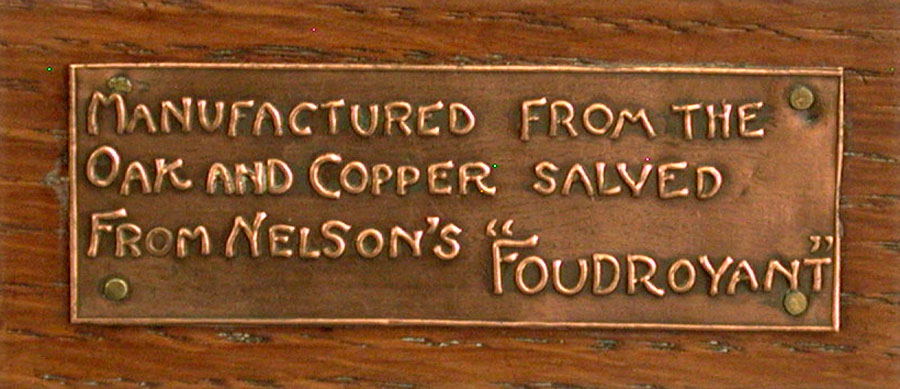 Manufactured from the
Oak and Copper salved
From Nelson's "Foudroyant"